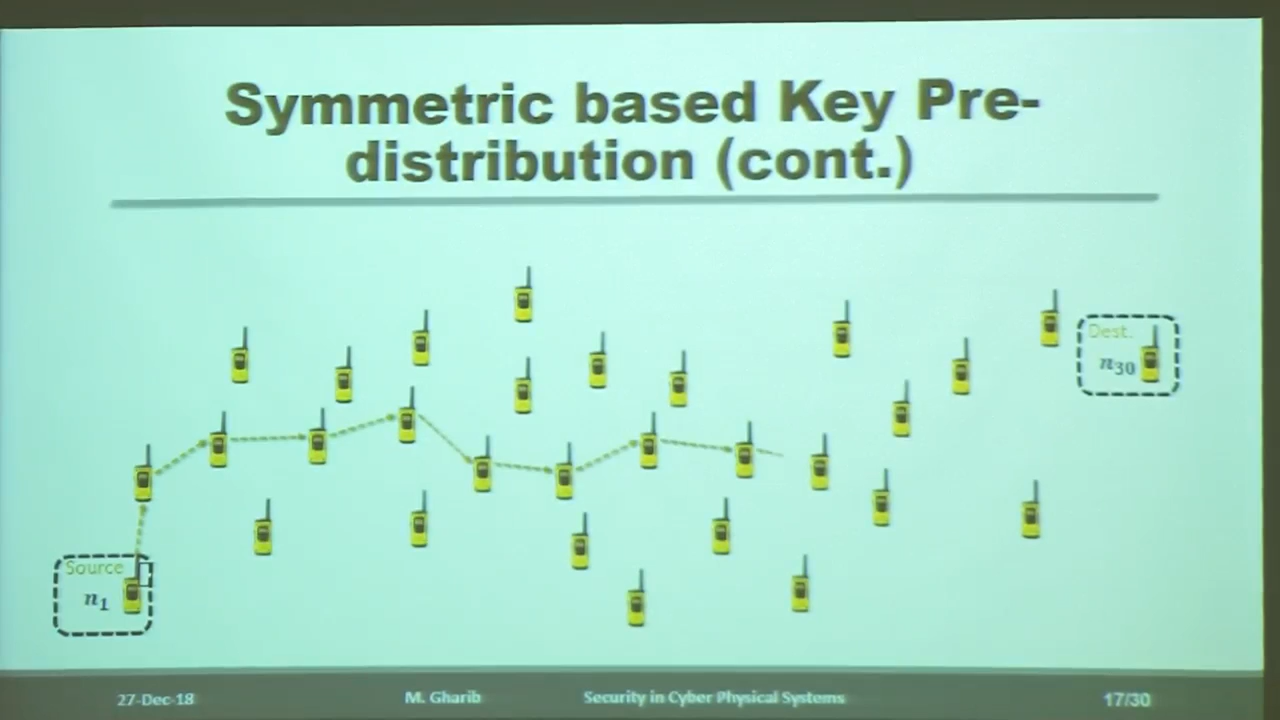 Symmetric based Key Pre-
distribution (cont.)
Dest.
n30
Source
n1
27-Dec-18 M. Gharib Security in Cyber Physical Systems 17/30